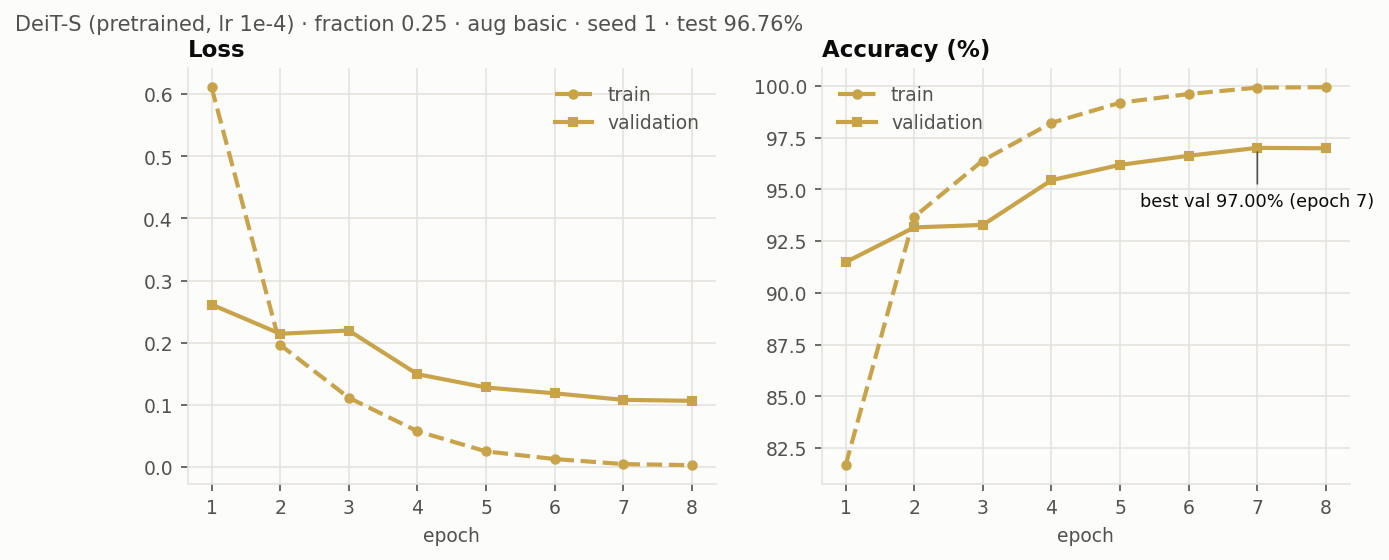 DeiT-S (pretrained, lr 1e-4) · fraction 0.25 · aug basic · seed 1 · test 96.76%
Loss
train
validation
0.6
0.5
0.4
0.3
0.2
0.1
0.0
1 2 3 4 5 6 7 8
epoch
Accuracy (%)
train
validation
best val 97.00% (epoch 7)
100.0
97.5
95.0
92.5
90.0
87.5
85.0
82.5
1 2 3 4 5 6 7 8
epoch